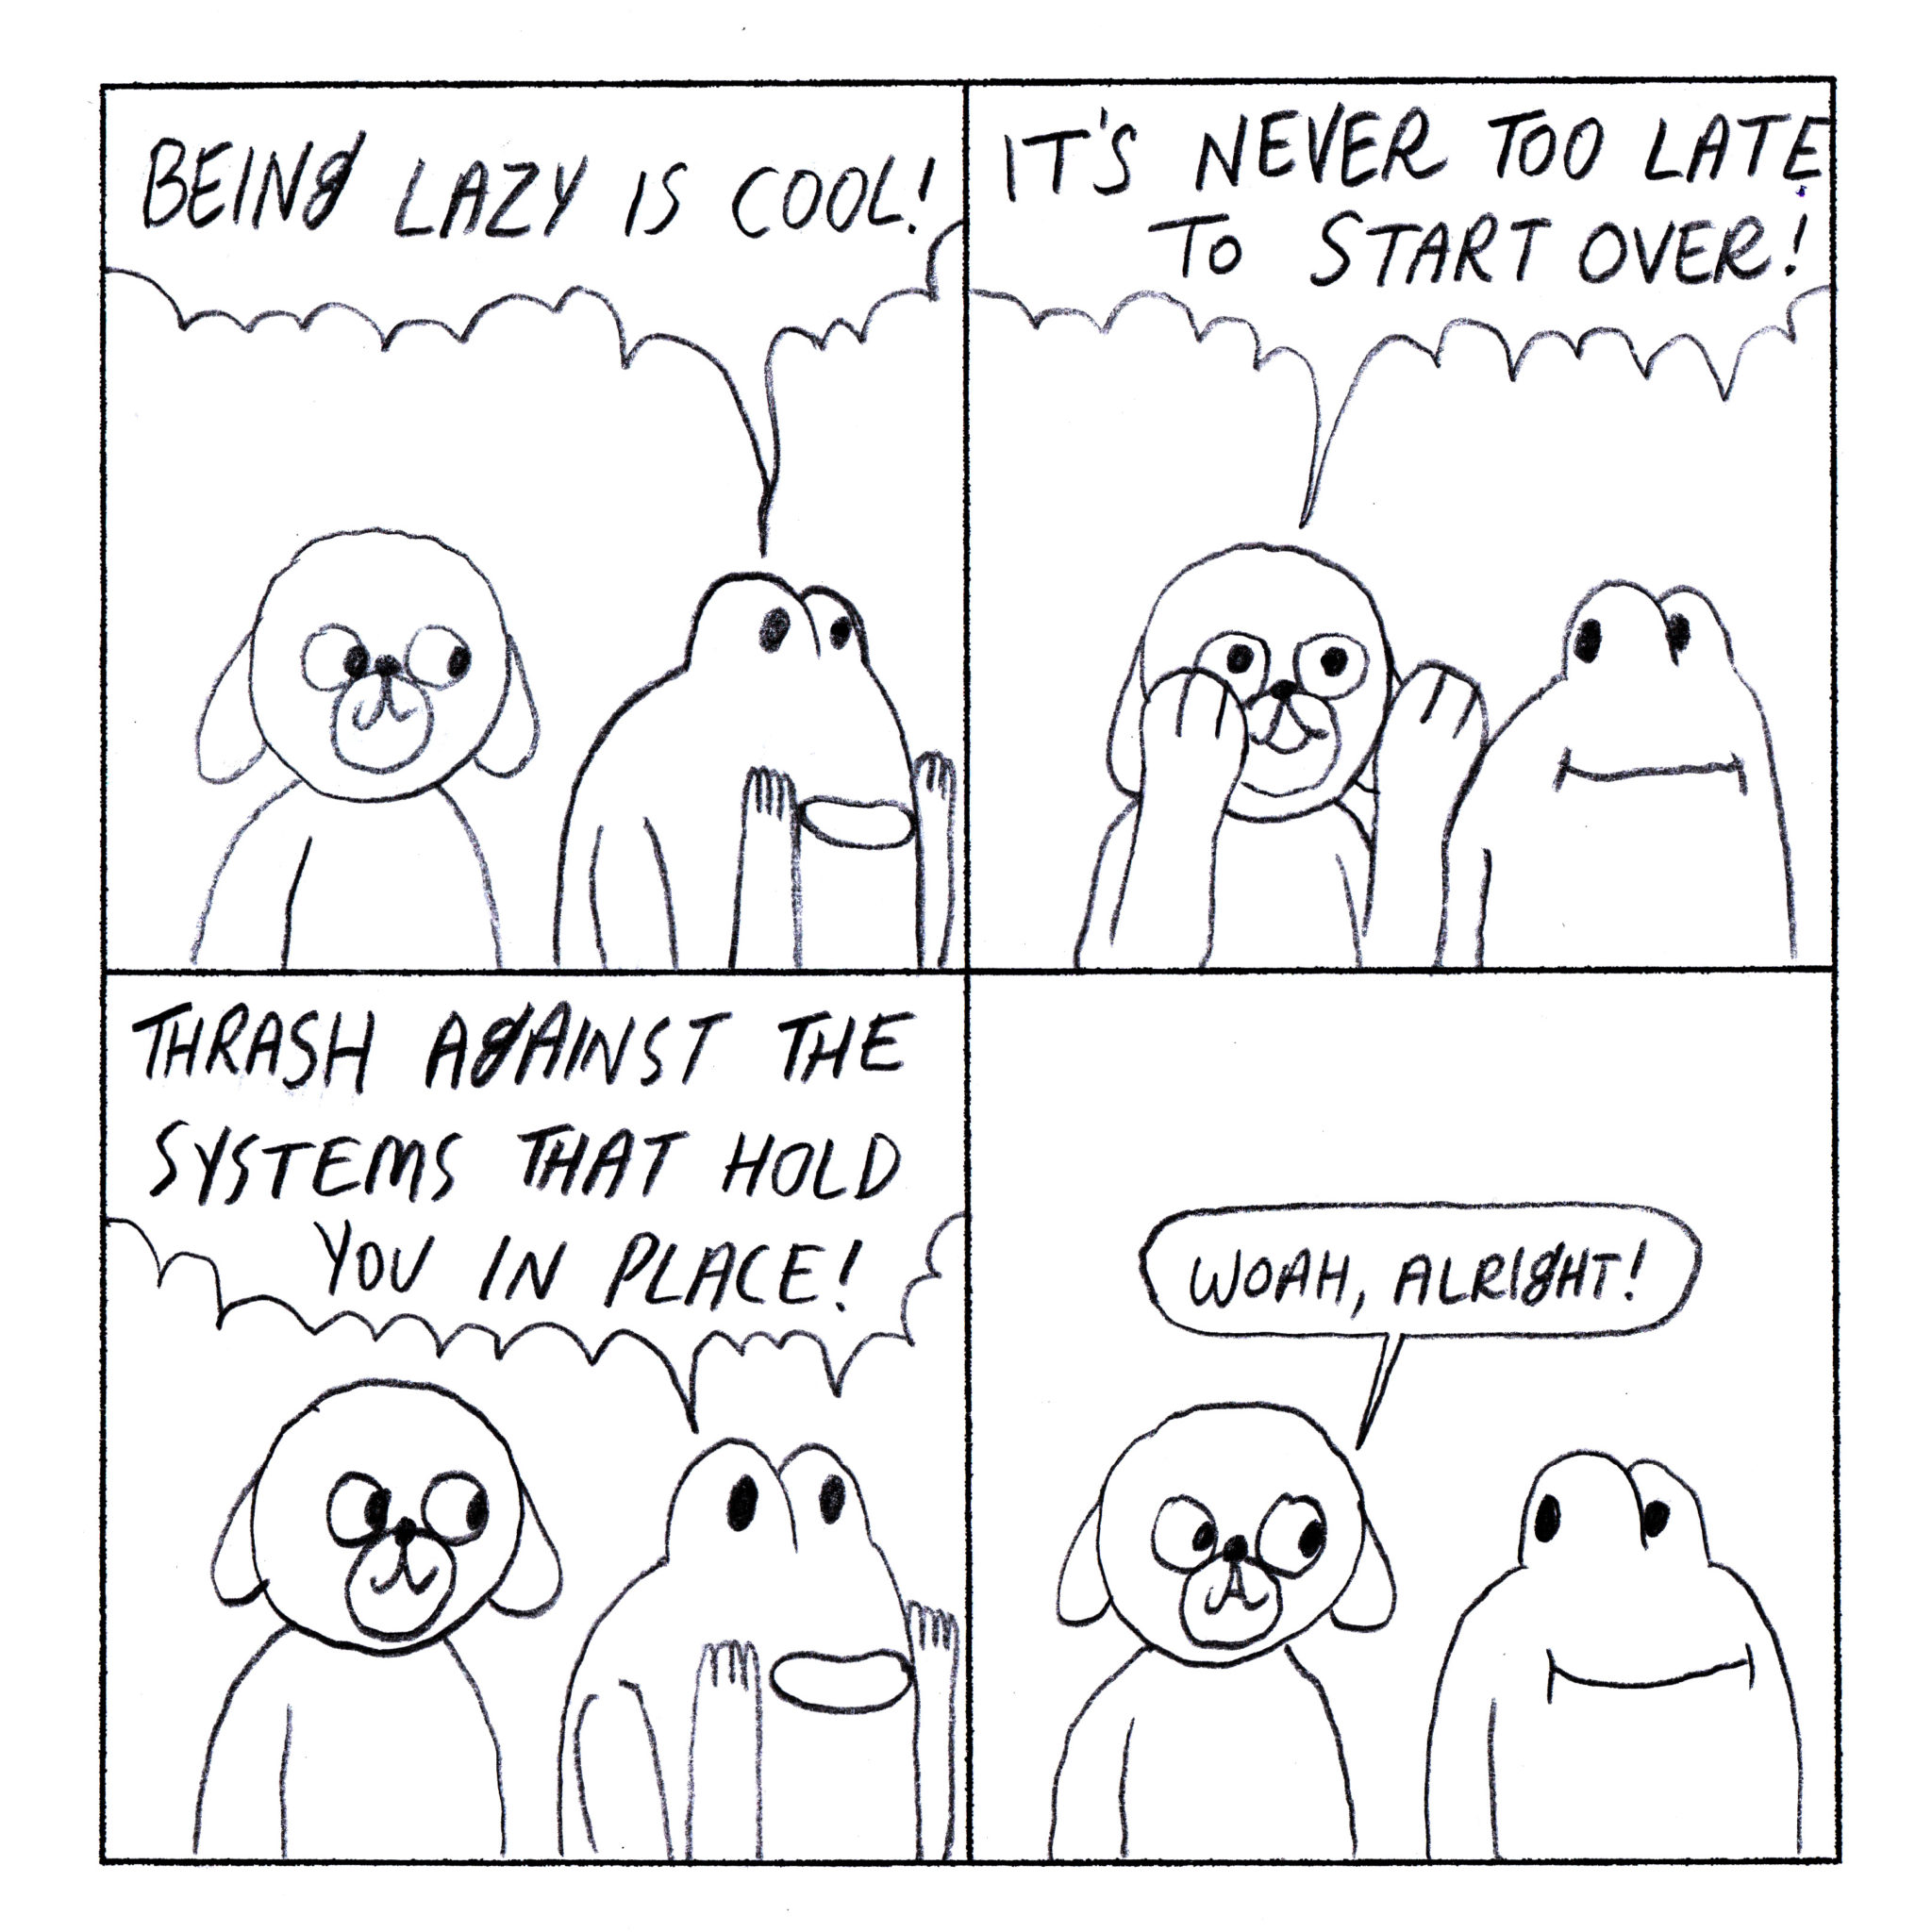 BEING LAZY IS COOL!
IT'S NEVER TOO LATE
TO START OVER!
THRASH AGAINST THE
SYSTEMS THAT HOLD
YOU IN PLACE!
WOAH, ALRIGHT!